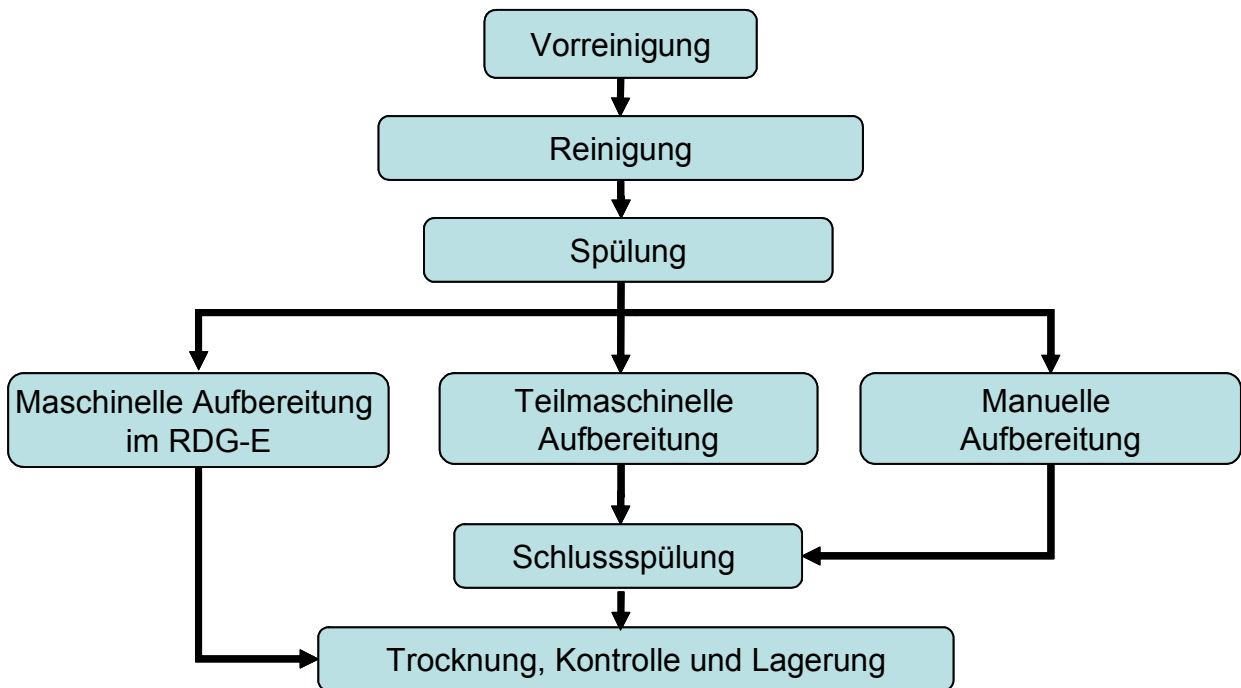 Vorreinigung
Reinigung
Spülung
Maschinelle Aufbereitung
im RDG-E
Teilmaschinelle
Aufbereitung
Manuelle
Aufbereitung
Schlussspülung
Trocknung, Kontrolle und Lagerung